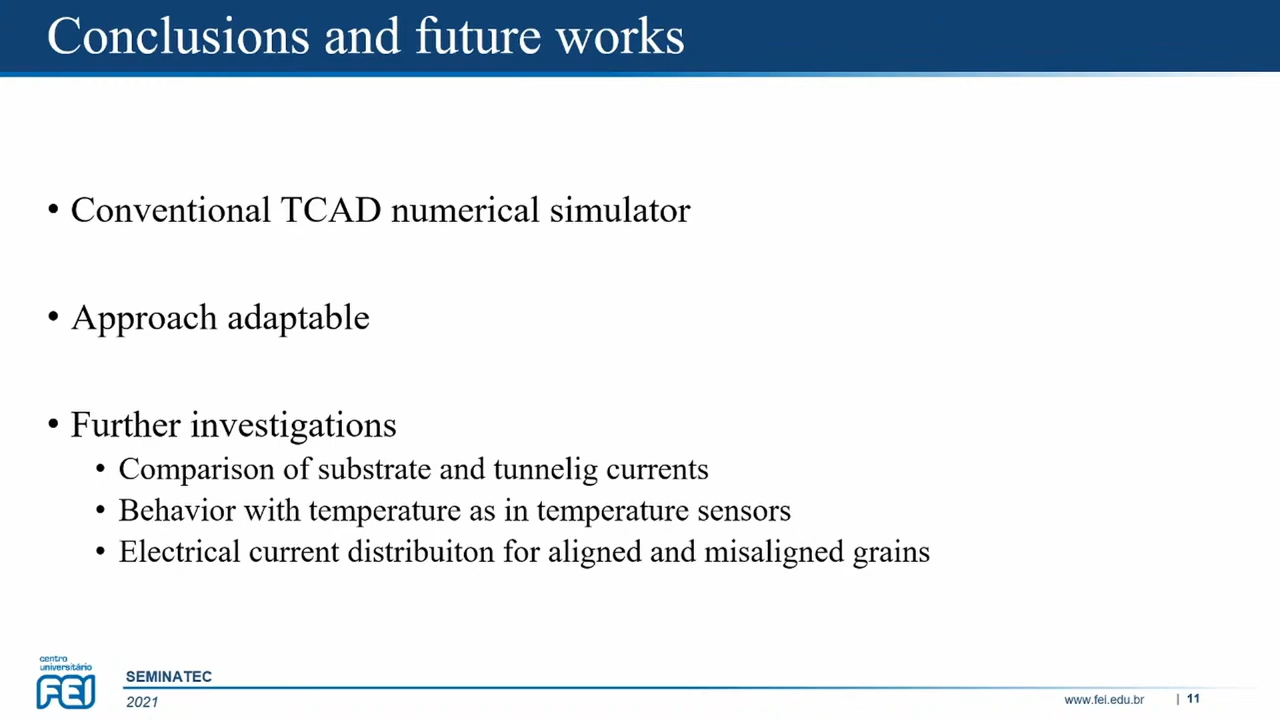 Conclusions and future works
• Conventional TCAD numerical simulator
• Approach adaptable
• Further investigations
• Comparison of substrate and tunnelig currents
• Behavior with temperature as in temperature sensors
• Electrical current distribuiton for aligned and misaligned grains
centro
universitário
FEI
SEMINATEC
2021
www.fei.edu.br | 11